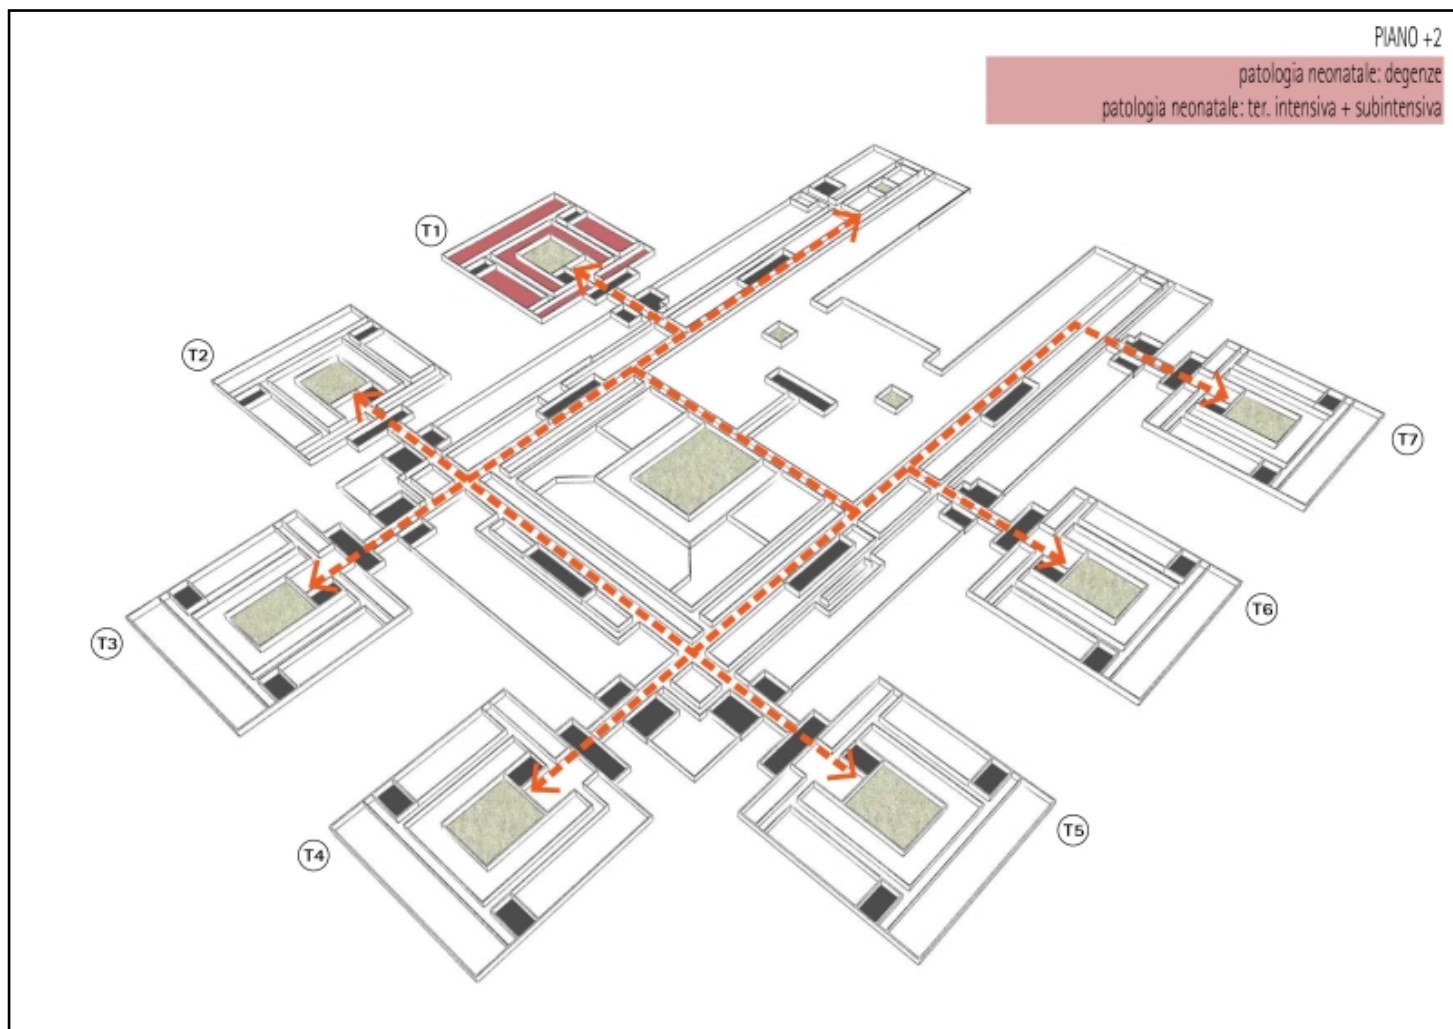 PIANO +2
patologia neonatale: degenze
patologia neonatale: ter. intensiva + subintensiva
T1
T2
T7
T3
T6
T4
T5